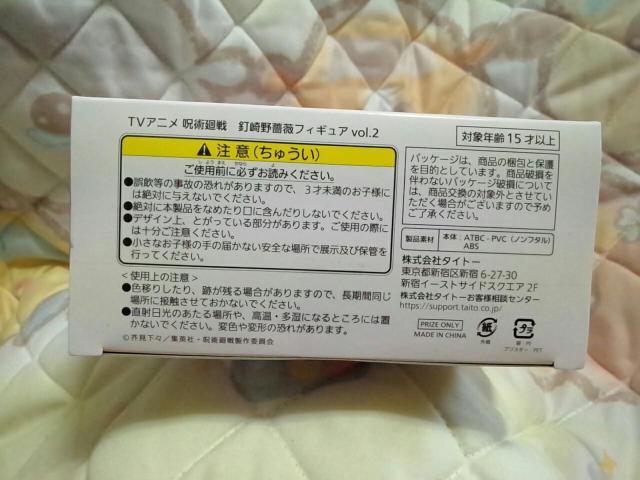 TVアニメ 呪術廻戦　釘崎野薔薇フィギュア vol.2
対象年齢15才以上
注意(ちゅうい)
ご使用前に必ずお読みください。
●誤飲等の事故の恐れがありますので、3才未満のお子様に
は絶対に与えないでください。
●絶対に本製品をなめたり口に含んだりしないでください。
●デザイン上、とがっている部分があります。ご使用の際に
は十分ご注意ください。
●小さなお子様の手の届かない安全な場所で展示及び保管を
行ってください。
＜使用上の注意＞
●色移りしたり、跡が残る場合がありますので、長期間同じ
場所に接触させておかないでください。
●直射日光のあたる場所や、高温・多湿になるところには置
かないでください。変色や変形の恐れがあります。
©芥見下々／集英社・呪術廻戦製作委員会
パッケージは、商品の梱包と保護
を目的としています。商品破損を
伴わないパッケージ破損について
は、商品交換の対象外とさせてい
ただく場合がございますので予め
ご了承ください。
製品素材
本体：ATBC-PVC（ノンフタル）
ABS
株式会社タイトー
東京都新宿区新宿 6-27-30
新宿イーストサイドスクエア 2F
株式会社タイトーお客様相談センター
https://support.taito.co.jp/
PRIZE ONLY
MADE IN CHINA
紙
外箱
プラ
袋 PE
ブリスター PET